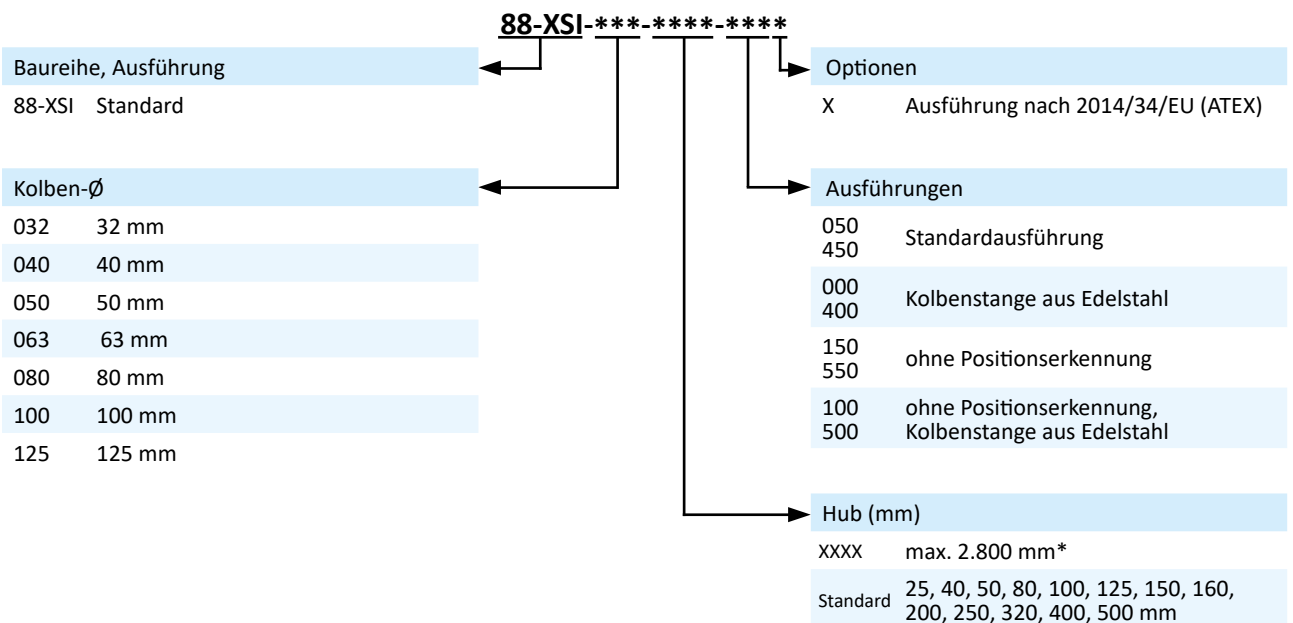 88-XSI-***-****-****
Baureihe, Ausführung
88-XSI Standard
Kolben-Ø
032 32 mm
040 40 mm
050 50 mm
063 63 mm
080 80 mm
100 100 mm
125 125 mm
Optionen
X Ausführung nach 2014/34/EU (ATEX)
Ausführungen
050
450
Standardausführung
000
400
Kolbenstange aus Edelstahl
150
550
ohne Positionserkennung
100 ohne Positionserkennung,
500 Kolbenstange aus Edelstahl
Hub (mm)
XXXX max. 2.800 mm*
Standard
25, 40, 50, 80, 100, 125, 150, 160,
200, 250, 320, 400, 500 mm